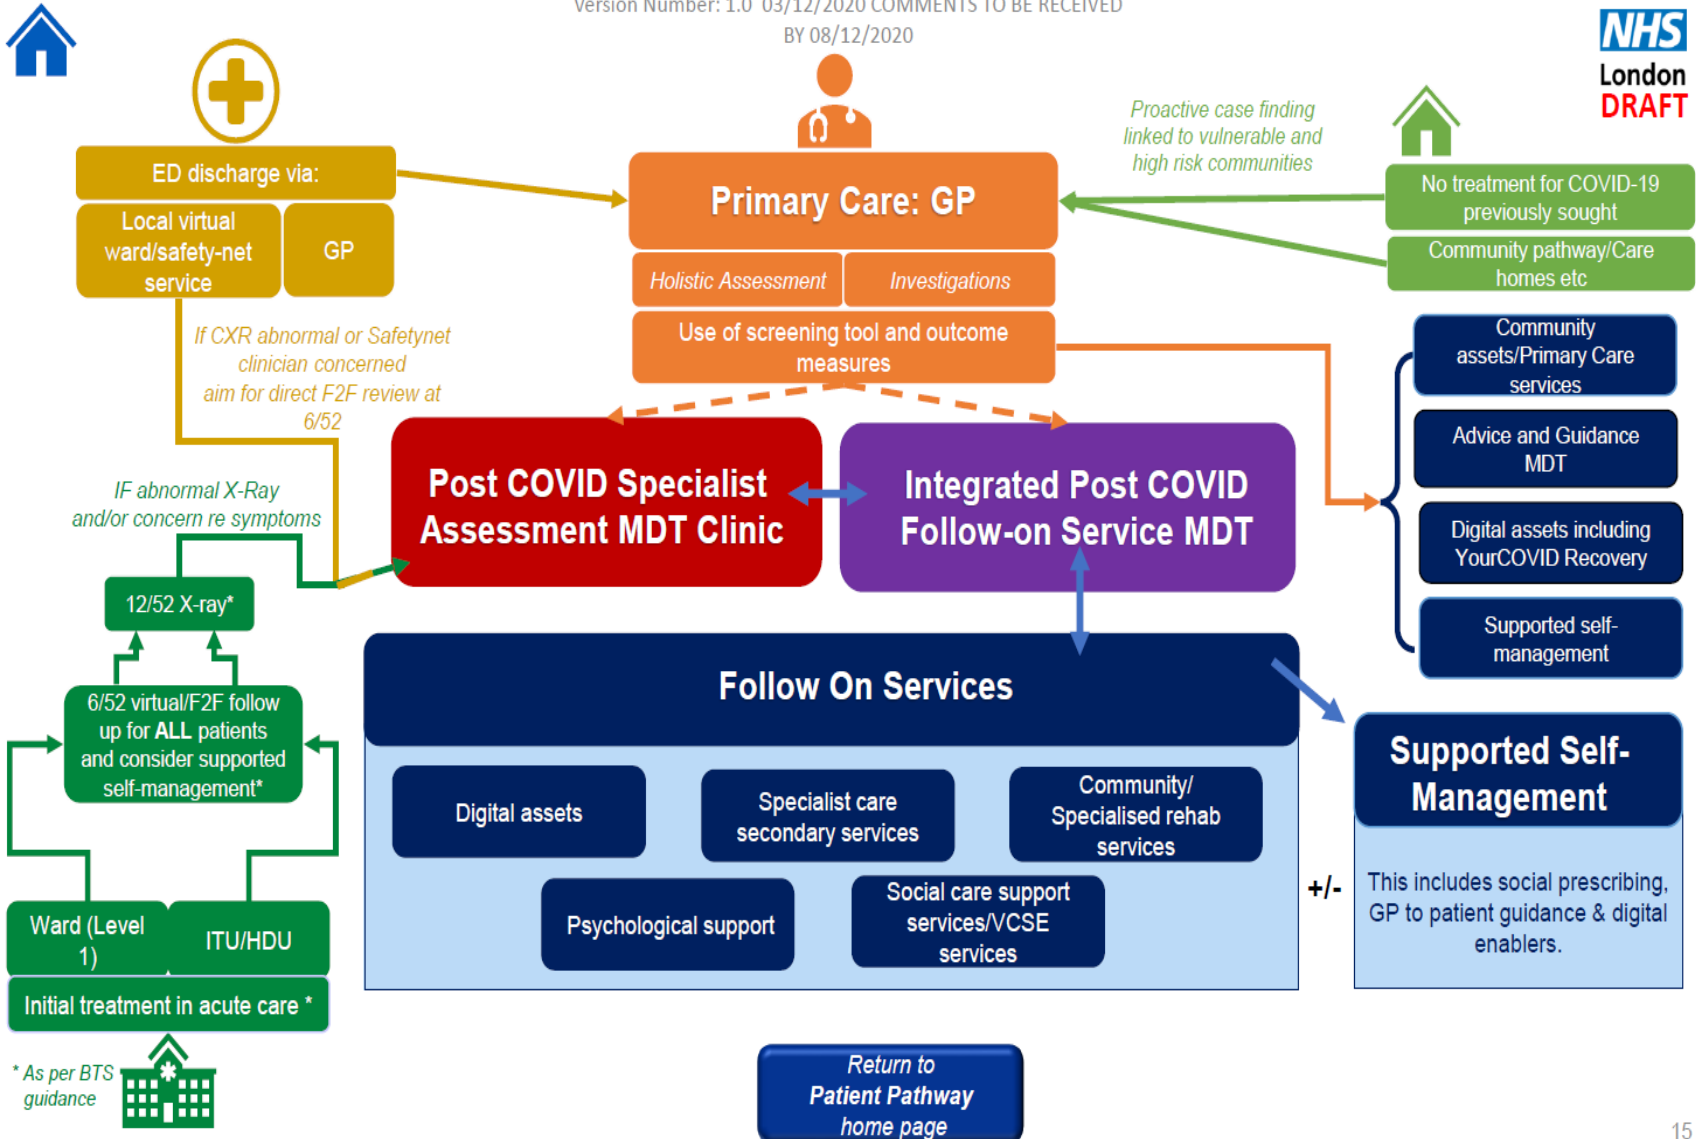 Version Number: 1.0 03/12/2020 COMMENTS TO BE RECEIVED
BY 08/12/2020
NHS
London
DRAFT
ED discharge via:
Local virtual
ward/safety-net
service
GP
If CXR abnormal or Safetynet
clinician concerned
aim for direct F2F review at
6/52
Primary Care: GP
Holistic Assessment
Investigations
Use of screening tool and outcome
measures
Proactive case finding
linked to vulnerable and
high risk communities
No treatment for COVID-19
previously sought
Community pathway/Care
homes etc
Community
assets/Primary Care
services
Advice and Guidance
MDT
Digital assets including
YourCOVID Recovery
Supported self-
management
IF abnormal X-Ray
and/or concern re symptoms
12/52 X-ray*
6/52 virtual/F2F follow
up for ALL patients
and consider supported
self-management*
Ward (Level
1)
ITU/HDU
Initial treatment in acute care *
* As per BTS
guidance
Post COVID Specialist
Assessment MDT Clinic
Integrated Post COVID
Follow-on Service MDT
Follow On Services
Digital assets
Specialist care
secondary services
Community/
Specialised rehab
services
Psychological support
Social care support
services/VCSE
services
+/-
Supported Self-
Management
This includes social prescribing,
GP to patient guidance & digital
enablers.
Return to
Patient Pathway
home page
15